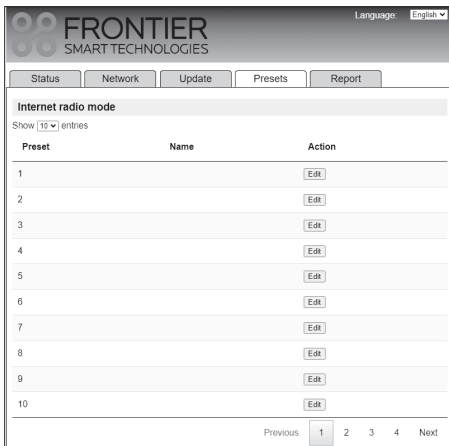 Language: English
FRONTIER
SMART TECHNOLOGIES
Status Network Update Presets Report
Internet radio mode
Show 10 entries
Preset Name Action
1 Edit
2 Edit
3 Edit
4 Edit
5 Edit
6 Edit
7 Edit
8 Edit
9 Edit
10 Edit
Previous 1 2 3 4 Next